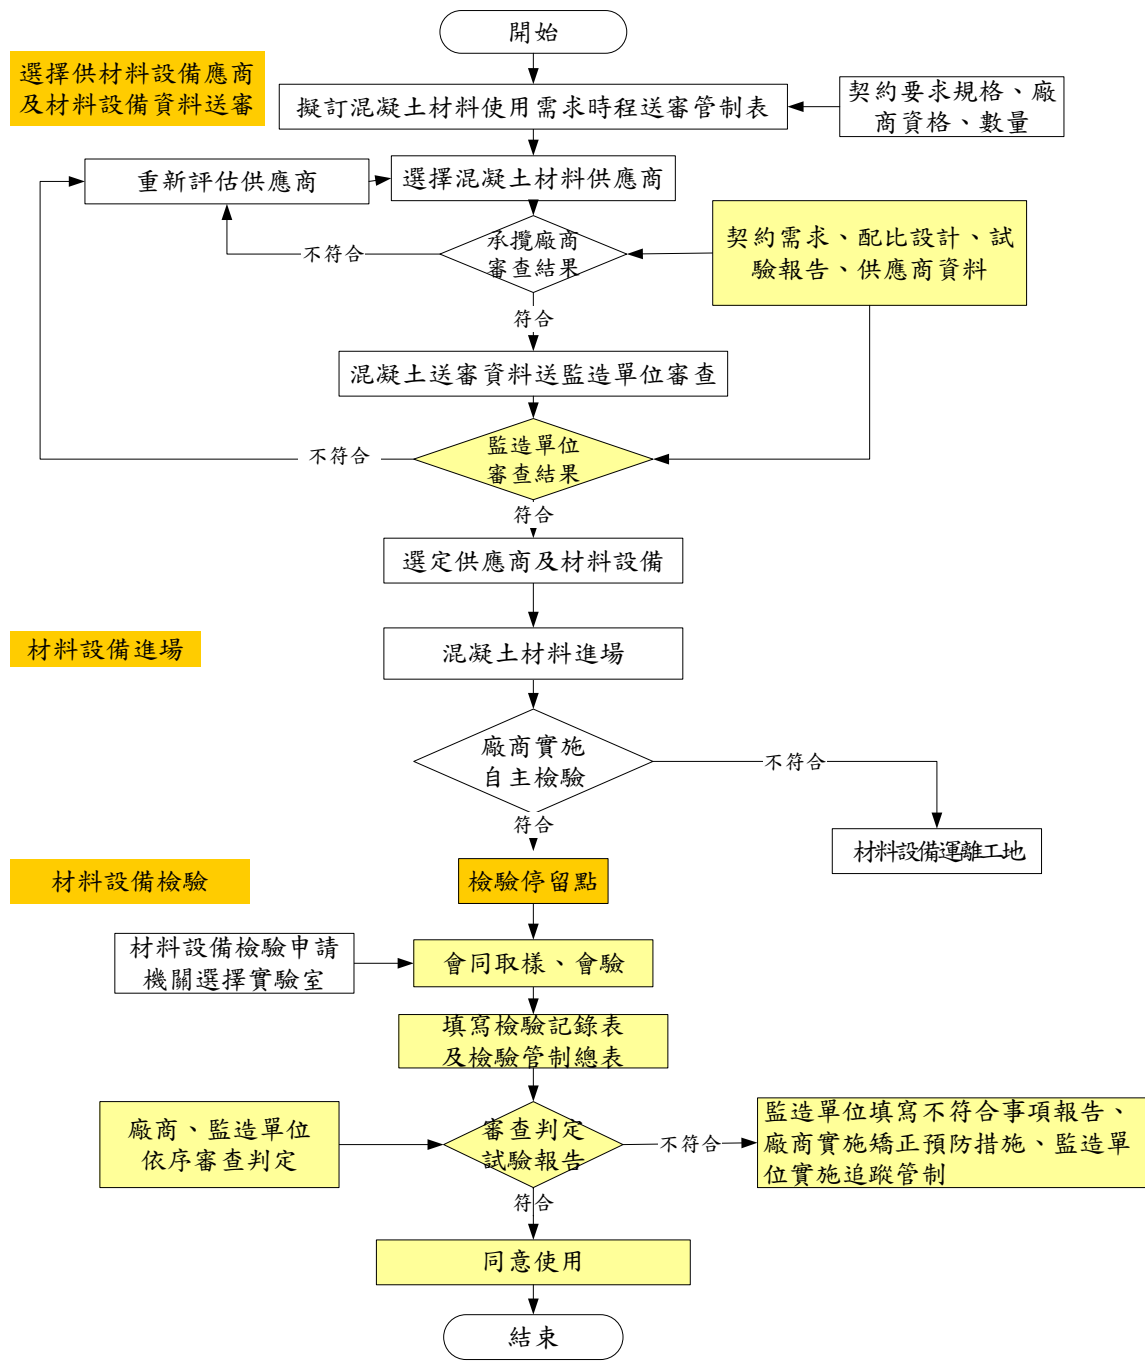 開始
選擇供材料設備應商
及材料設備資料送審
擬訂混凝土材料使用需求時程送審管制表
契約要求規格、廠
商資格、數量
重新評估供應商
選擇混凝土材料供應商
承攬廠商
審查結果
不符合
契約需求、配比設計、試
驗報告、供應商資料
符合
混凝土送審資料送監造單位審查
監造單位
審查結果
不符合
符合
選定供應商及材料設備
材料設備進場
混凝土材料進場
廠商實施
自主檢驗
不符合
符合
材料設備運離工地
材料設備檢驗
檢驗停留點
材料設備檢驗申請
機關選擇實驗室
會同取樣、會驗
填寫檢驗記錄表
及檢驗管制總表
廠商、監造單位
依序審查判定
審查判定
試驗報告
不符合
監造單位填寫不符合事項報告、
廠商實施矯正預防措施、監造單
位實施追蹤管制
符合
同意使用
結束